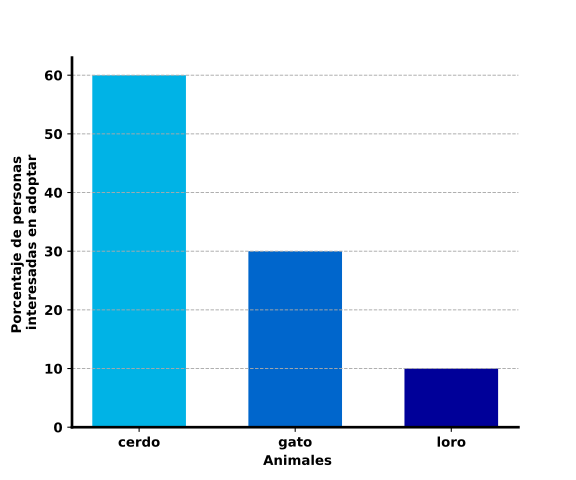 60
50
40
30
20
10
0
Porcentaje de personas
interesadas en adoptar
cerdo gato loro
Animales